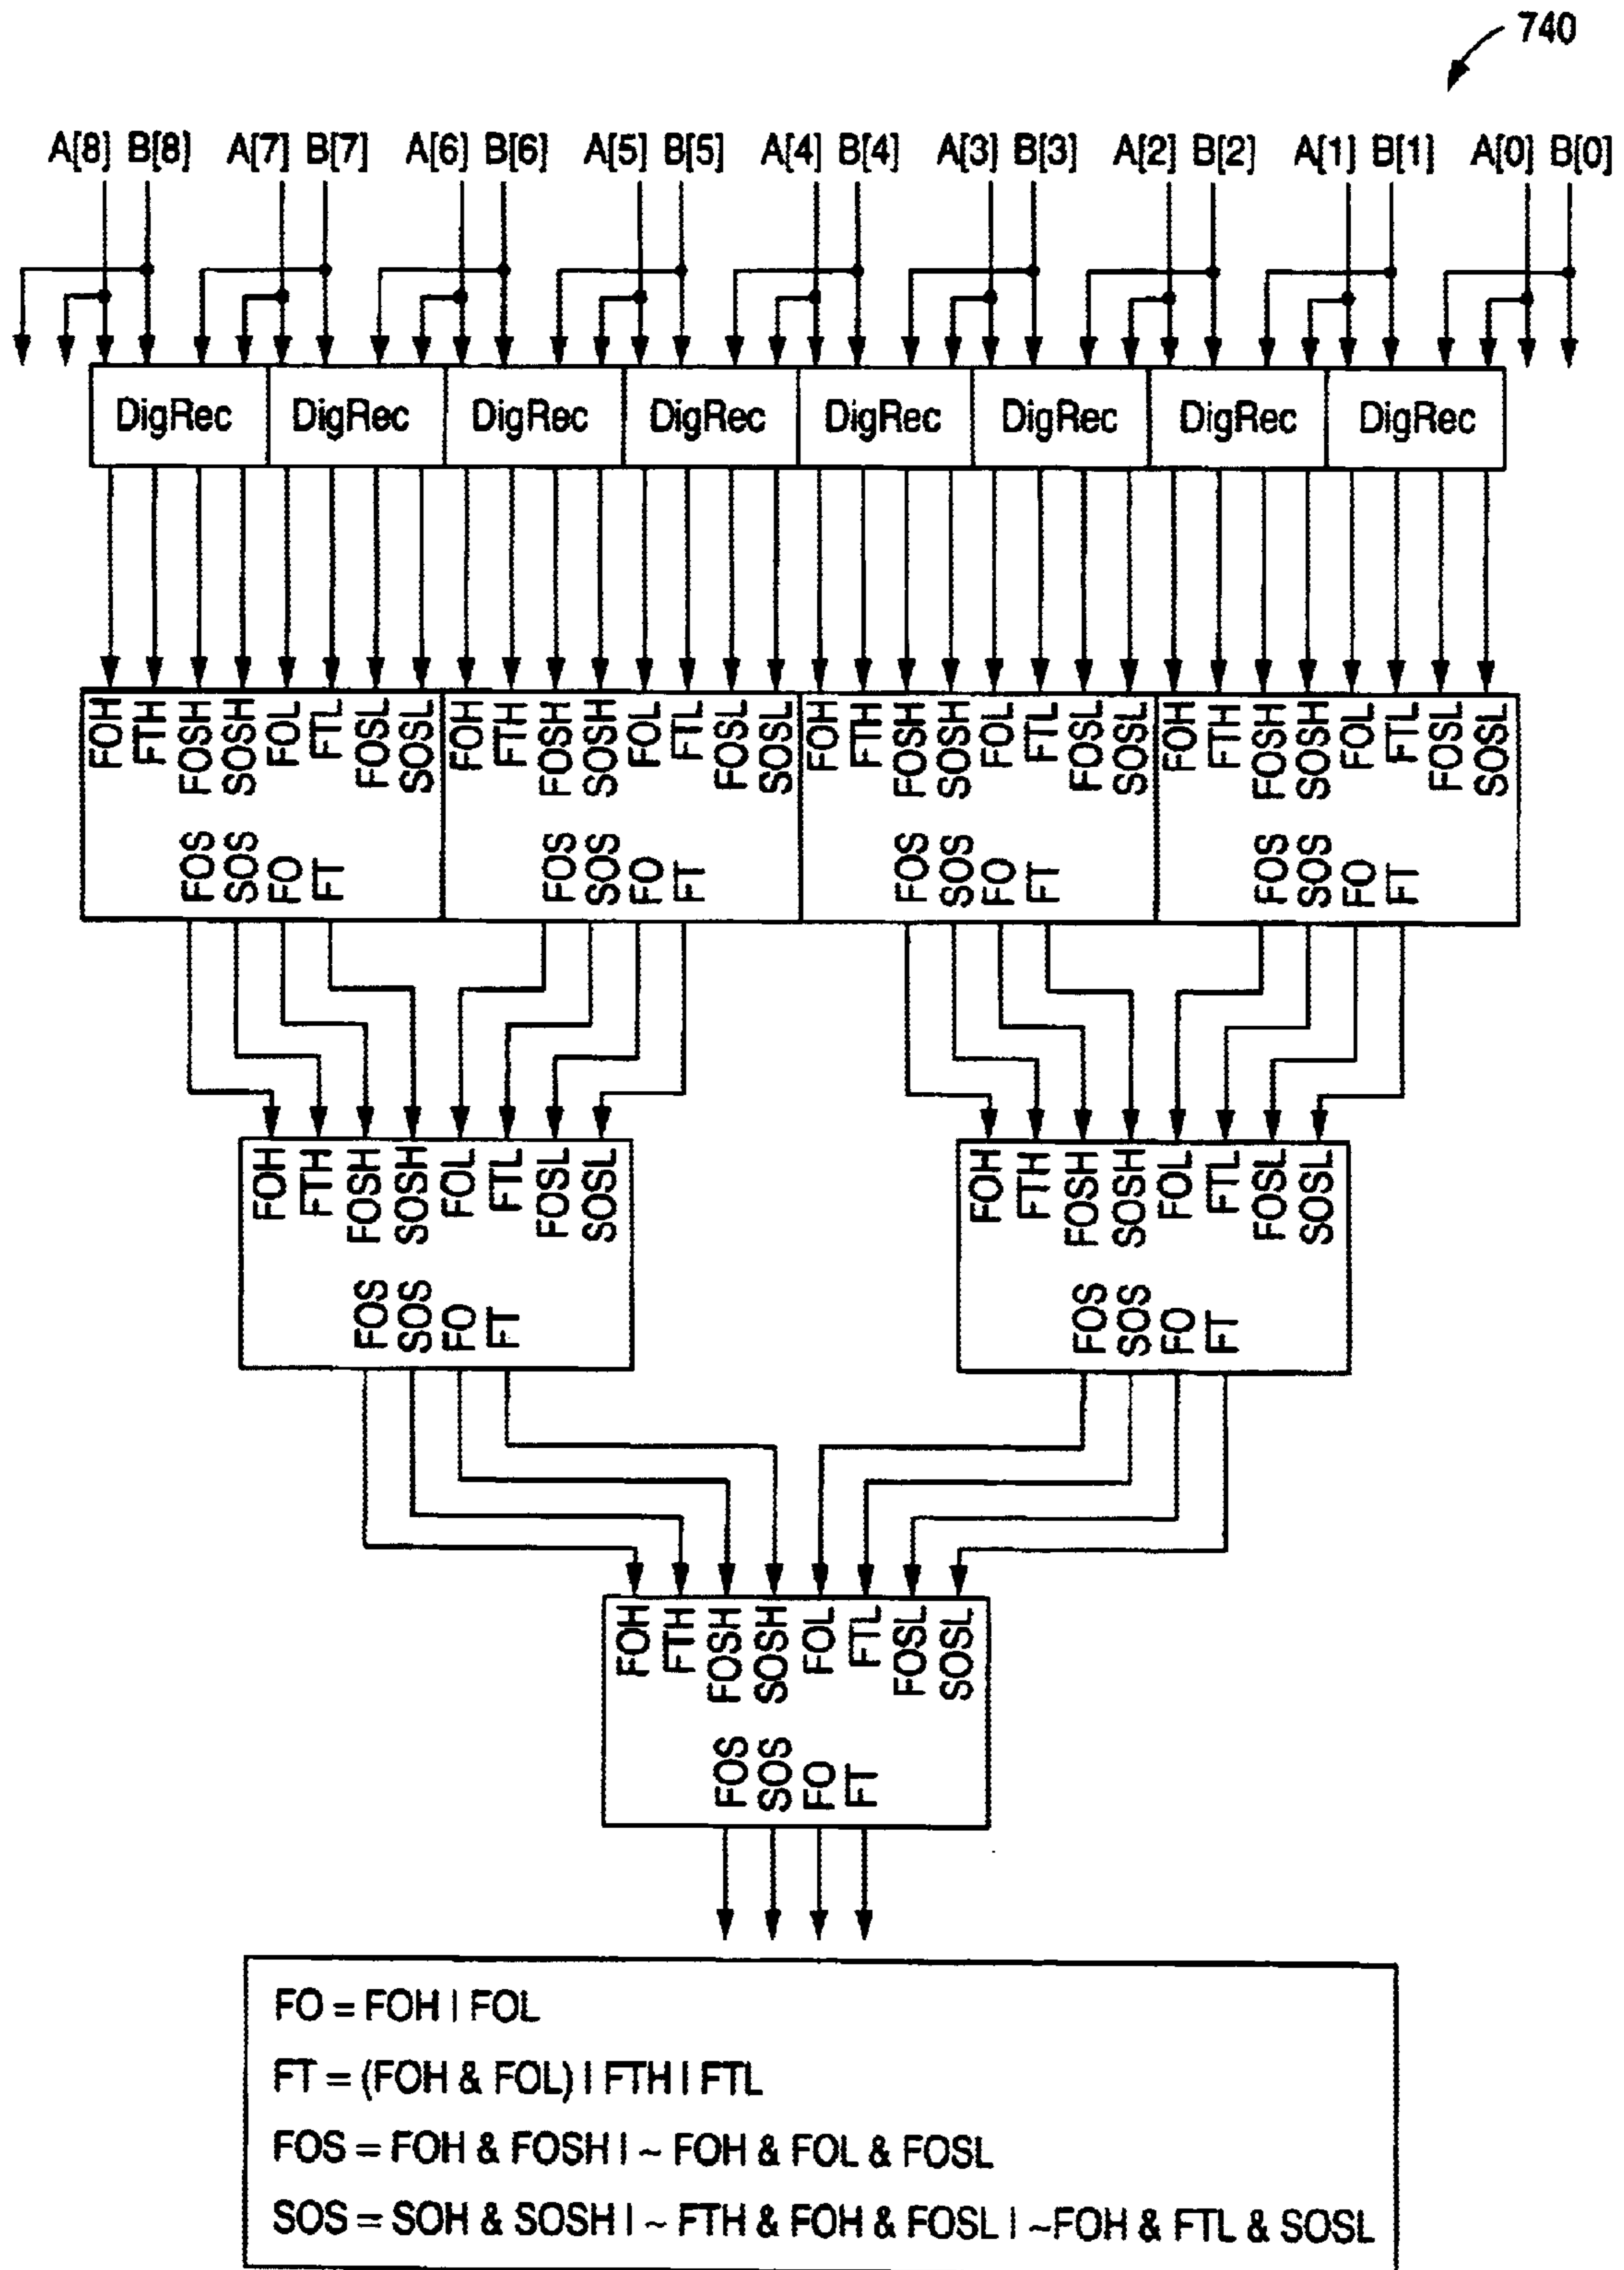 740
A[8] B[8] A[7] B[7] A[6] B[6] A[5] B[5] A[4] B[4] A[3] B[3] A[2] B[2] A[1] B[1] A[0] B[0]
DigRec DigRec DigRec DigRec DigRec DigRec DigRec DigRec
FOH FTH FOSH SOSH FOL FTL FOSL SOSL FOH FTH FOSH SOSH FOL FTL FOSL SOSL FOH FTH FOSH SOSH FOL FTL FOSL SOSL FOH FTH FOSH SOSH FOL FTL FOSL SOSL
FOS SOS FO FT FOS SOS FO FT FOS SOS FO FT FOS SOS FO FT
FOH FTH FOSH SOSH FOL FTL FOSL SOSL FOH FTH FOSH SOSH FOL FTL FOSL SOSL
FOS SOS FO FT FOS SOS FO FT
FOH FTH FOSH SOSH FOL FTL FOSL SOSL
FOS SOS FO FT
FO = FOH | FOL
FT = (FOH & FOL) | FTH | FTL
FOS = FOH & FOSH | ~ FOH & FOL & FOSL
SOS = SOH & SOSH | ~ FTH & FOH & FOSL | ~FOH & FTL & SOSL